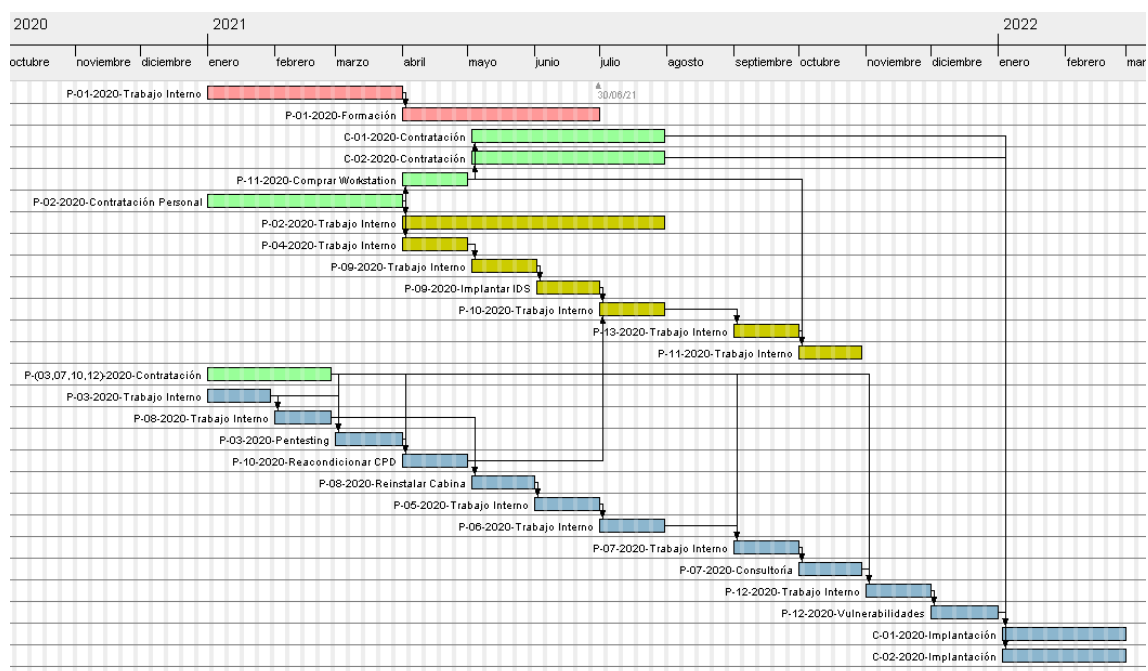 2020 2021 2022
octubre noviembre diciembre enero febrero marzo abril mayo junio julio agosto septiembre octubre noviembre diciembre enero febrero mar
P-01-2020-Trabajo Interno
30/06/21
P-01-2020-Formación
C-01-2020-Contratación
C-02-2020-Contratación
P-11-2020-Comprar Workstation
P-02-2020-Contratación Personal
P-02-2020-Trabajo Interno
P-04-2020-Trabajo Interno
P-09-2020-Trabajo Interno
P-09-2020-Implantar IDS
P-10-2020-Trabajo Interno
P-13-2020-Trabajo Interno
P-11-2020-Trabajo Interno
P-(03,07,10,12)-2020-Contratación
P-03-2020-Trabajo Interno
P-08-2020-Trabajo Interno
P-03-2020-Pentesting
P-10-2020-Reacondicionar CPD
P-08-2020-Reinstalar Cabina
P-05-2020-Trabajo Interno
P-06-2020-Trabajo Interno
P-07-2020-Trabajo Interno
P-07-2020-Consultoría
P-12-2020-Trabajo Interno
P-12-2020-Vulnerabilidades
C-01-2020-Implantación
C-02-2020-Implantación